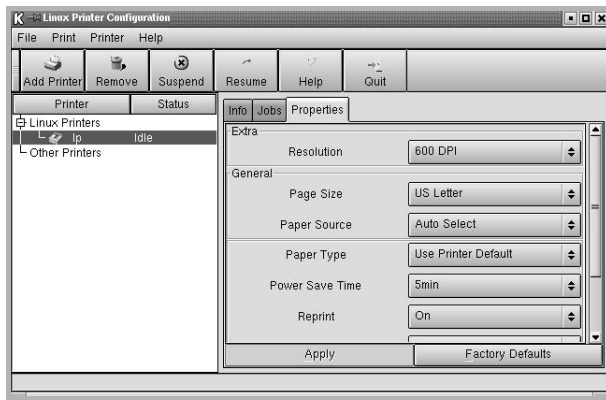 K Linux Printer Configuration
File Print Printer Help
Add Printer Remove Suspend Resume Help Quit
Printer Status
Linux Printers
lp Idle
Other Printers
Info Jobs Properties
Extra
Resolution 600 DPI
General
Page Size US Letter
Paper Source Auto Select
Paper Type Use Printer Default
Power Save Time 5min
Reprint On
Apply Factory Defaults